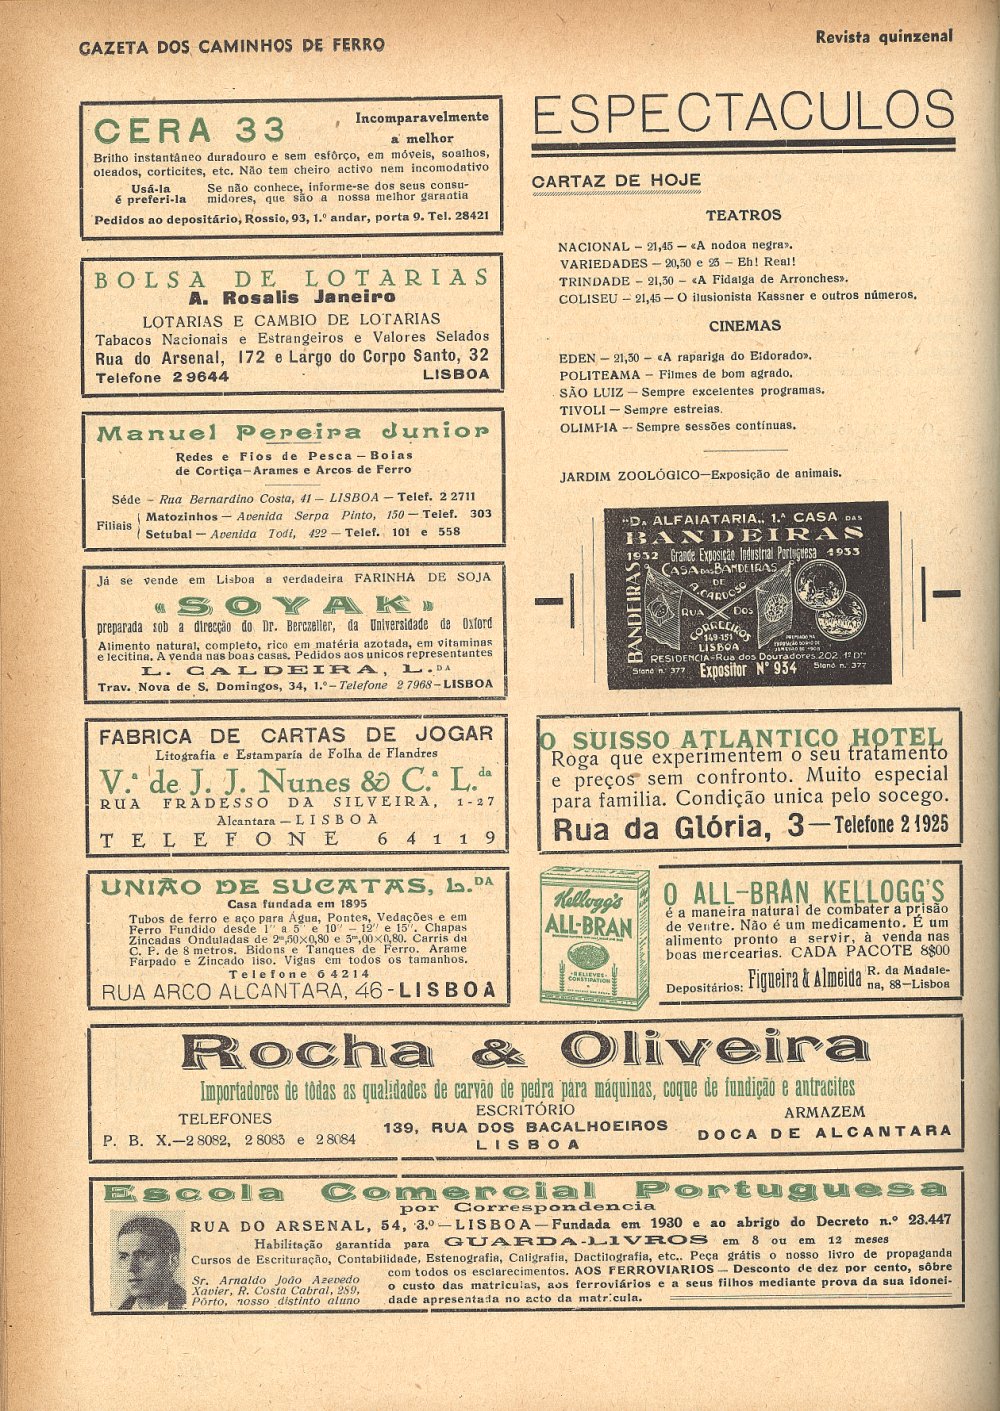 GAZETA DOS CAMINHOS DE FERRO
Revista quinzenal
CERA 33
Incomparavelmente
a melhor
Brilho instantâneo duradouro e sem esfôrço, em móveis, soalhos,
oleados, corticites, etc. Não tem cheiro activo nem incomodativo
Usá-la
é preferi-la
Se não conhece, informe-se dos seus consu-
midores, que são a nossa melhor garantia
Pedidos ao depositário, Rossio, 93, 1.º andar, porta 9. Tel. 28421
BOLSA DE LOTARIAS
A. Rosalis Janeiro
LOTARIAS E CAMBIO DE LOTARIAS
Tabacos Nacionais e Estrangeiros e Valores Selados
Rua do Arsenal, 172 e Largo do Corpo Santo, 32
Telefone 2 9644 LISBOA
Manuel Pereira Junior
Redes e Fios de Pesca – Boias
de Cortiça – Arames e Arcos de Ferro
Séde – Rua Bernardino Costa, 41 – LISBOA – Telef. 2 2711
Filiais
Matozinhos – Avenida Serpa Pinto, 150 – Telef. 303
Setubal – Avenida Todi, 422 – Telef. 101 e 558
Já se vende em Lisboa a verdadeira FARINHA DE SOJA
«SOYAK»
preparada sob a direcção do Dr. Berczeller, da Universidade de Oxford
Alimento natural, completo, rico em matéria azotada, em vitaminas
e lecitina. A venda nas boas casas. Pedidos aos unicos representantes
L. CALDEIRA, L.DA
Trav. Nova de S. Domingos, 34, 1.º – Telefone 2 7968 – LISBOA
FABRICA DE CARTAS DE JOGAR
Litografia e Estamparia de Folha de Flandres
V.ª de J. J. Nunes & C.ª L.da
RUA FRADESSO DA SILVEIRA, 1-27
Alcantara – LISBOA
TELEFONE 64119
UNIÃO DE SUCATAS, L.DA
Casa fundada em 1895
Tubos de ferro e aço para Água, Pontes, Vedações e em
Ferro Fundido desde 1" a 5" e 10" – 12" e 15". Chapas
Zincadas Onduladas de 2m,50×0,80 e 3m,00×0,80. Carris da
C. P. de 8 metros. Bidons e Tanques de Ferro. Arame
Farpado e Zincado liso. Vigas em todos os tamanhos.
Telefone 6 4214
RUA ARCO ALCANTARA, 46 - LISBOA
ESPECTACULOS
CARTAZ DE HOJE
TEATROS
NACIONAL – 21,45 – «A nodoa negra».
VARIEDADES – 20,30 e 23 – Eh! Real!
TRINDADE – 21,30 – «A Fidalga de Arronches».
COLISEU – 21,45 – O ilusionista Kassner e outros números.
CINEMAS
EDEN – 21,30 – «A rapariga do Eldorado».
POLITEAMA – Filmes de bom agrado.
SÃO LUIZ – Sempre excelentes programas.
TIVOLI – Sempre estreias.
OLIMPIA – Sempre sessões contínuas.
JARDIM ZOOLÓGICO—Exposição de animais.
"D. ALFAIATARIA,, 1.ª CASA DAS
BANDEIRAS
1932 Grande Exposição Industrial Portuguesa 1933
CASA DAS BANDEIRAS
BANDEIRAS
DE
A. CARDOSO
RUA DOS
CORREEIROS
149-151
LISBOA
RESIDENCIA-Rua dos Douradores, 202. 1º Dt
Stand n.º 377 Expositor N.º 934 Stand n.º 377
O SUISSO ATLANTICO HOTEL
Roga que experimentem o seu tratamento
e preços sem confronto. Muito especial
para familia. Condição unica pelo socego.
Rua da Glória, 3 — Telefone 2 1925
Kellogg's
ALL-BRAN
RELIEVES
CONSTIPATION
O ALL-BRAN KELLOGG'S
é a maneira natural de combater a prisão
de ventre. Não é um medicamento. É um
alimento pronto a servir, à venda nas
boas mercearias. CADA PACOTE 8$00
Depositários: Figueira & Almeida R. da Madale-
na, 88—Lisboa
Rocha & Oliveira
Importadores de tôdas as qualidades de carvão de pedra para máquinas, coque de fundição e antracites
TELEFONES
P. B. X.—2 8082, 2 8083 e 2 8084
ESCRITÓRIO
139, RUA DOS BACALHOEIROS
LISBOA
ARMAZEM
DOCA DE ALCANTARA
Escola Comercial Portuguesa
por Correspondencia
RUA DO ARSENAL, 54, 3.º – LISBOA – Fundada em 1930 e ao abrigo do Decreto n.º 23.447
Habilitação garantida para GUARDA-LIVROS em 8 ou em 12 meses
Cursos de Escrituração, Contabilidade, Estenografia, Caligrafia, Dactilografia, etc.. Peça grátis o nosso livro de propaganda
com todos os esclarecimentos. AOS FERROVIARIOS – Desconto de dez por cento, sôbre
o custo das matriculas, aos ferroviários e a seus filhos mediante prova da sua idonei-
dade apresentada no acto da matrícula.
Sr. Arnaldo João Azevedo
Xavier, R. Costa Cabral, 289,
Pôrto, nosso distinto aluno